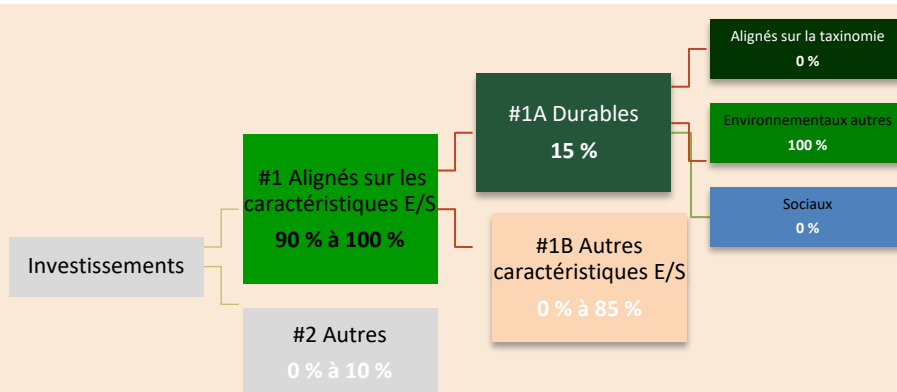 Investissements
#1 Alignés sur les
caractéristiques E/S
90 % à 100 %
#2 Autres
0 % à 10 %
#1A Durables
15 %
#1B Autres
caractéristiques E/S
0 % à 85 %
Alignés sur la taxinomie
0 %
Environnementaux autres
100 %
Sociaux
0 %